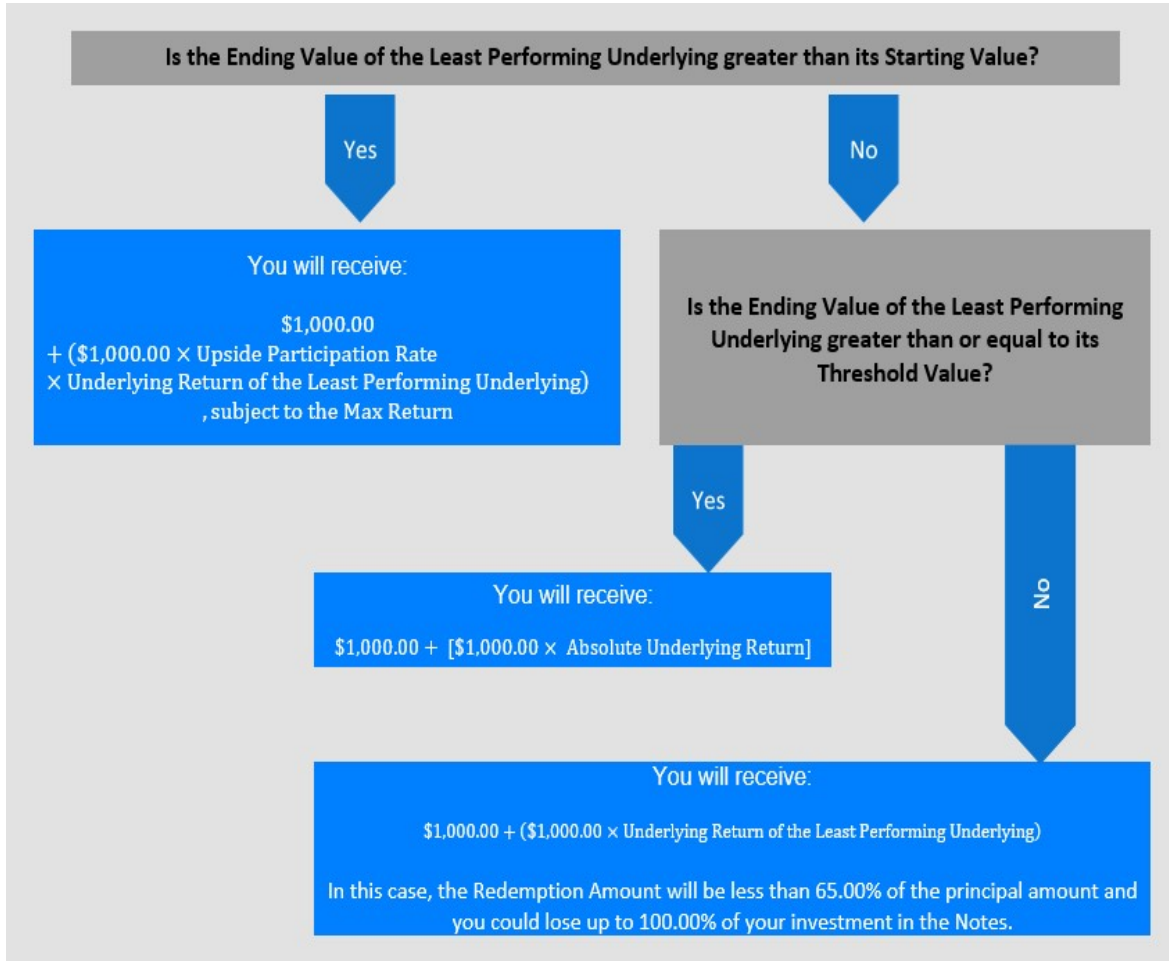 Is the Ending Value of the Least Performing Underlying greater than its Starting Value?
Yes
No
You will receive:
$1,000.00
+ ($1,000.00 × Upside Participation Rate
× Underlying Return of the Least Performing Underlying)
, subject to the Max Return
Is the Ending Value of the Least Performing
Underlying greater than or equal to its
Threshold Value?
Yes
No
You will receive:
$1,000.00 + [$1,000.00 × Absolute Underlying Return]
You will receive:
$1,000.00 + ($1,000.00 × Underlying Return of the Least Performing Underlying)
In this case, the Redemption Amount will be less than 65.00% of the principal amount and
you could lose up to 100.00% of your investment in the Notes.